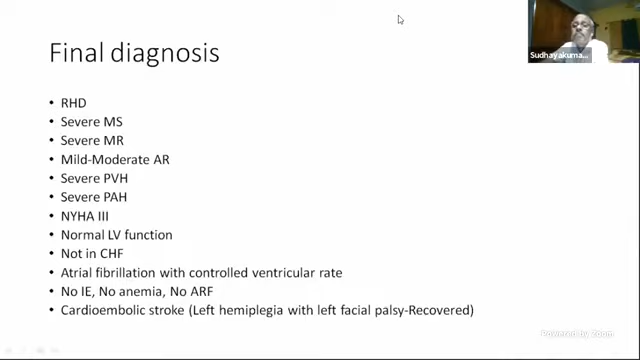 Final diagnosis
Sudhayakuma...
• RHD
• Severe MS
• Severe MR
• Mild-Moderate AR
• Severe PVH
• Severe PAH
• NYHA III
• Normal LV function
• Not in CHF
• Atrial fibrillation with controlled ventricular rate
• No IE, No anemia, No ARF
• Cardioembolic stroke (Left hemiplegia with left facial palsy-Recovered)
Powered by Zoom